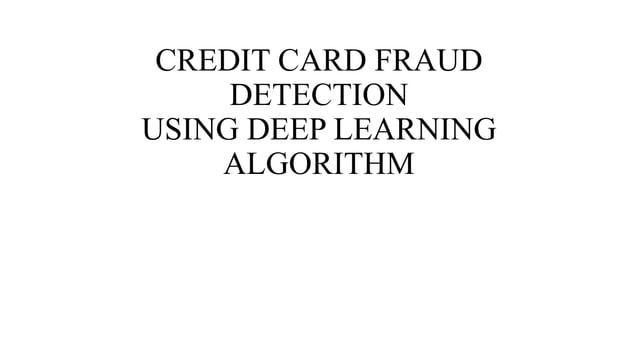 CREDIT CARD FRAUD
DETECTION
USING DEEP LEARNING
ALGORITHM